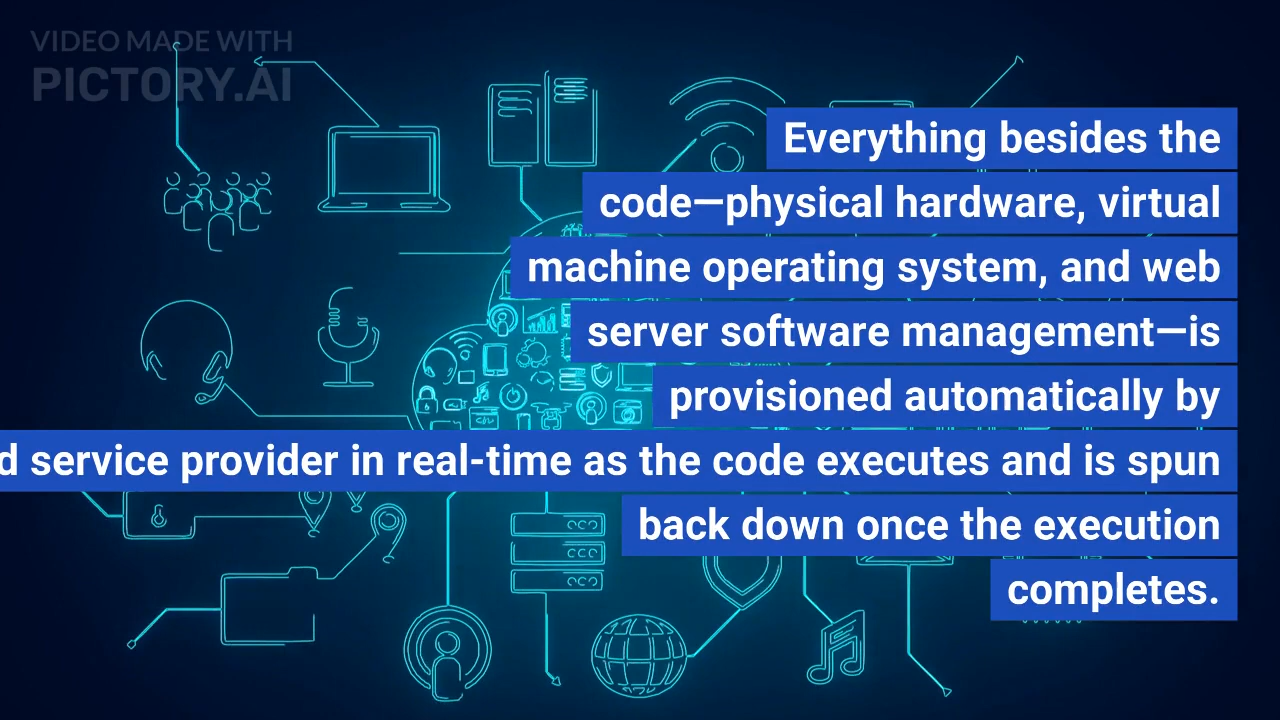 VIDEO MADE WITH
PICTORY.AI
Everything besides the
code—physical hardware, virtual
machine operating system, and web
server software management—is
provisioned automatically by
service provider in real-time as the code executes and is spun
back down once the execution
completes.